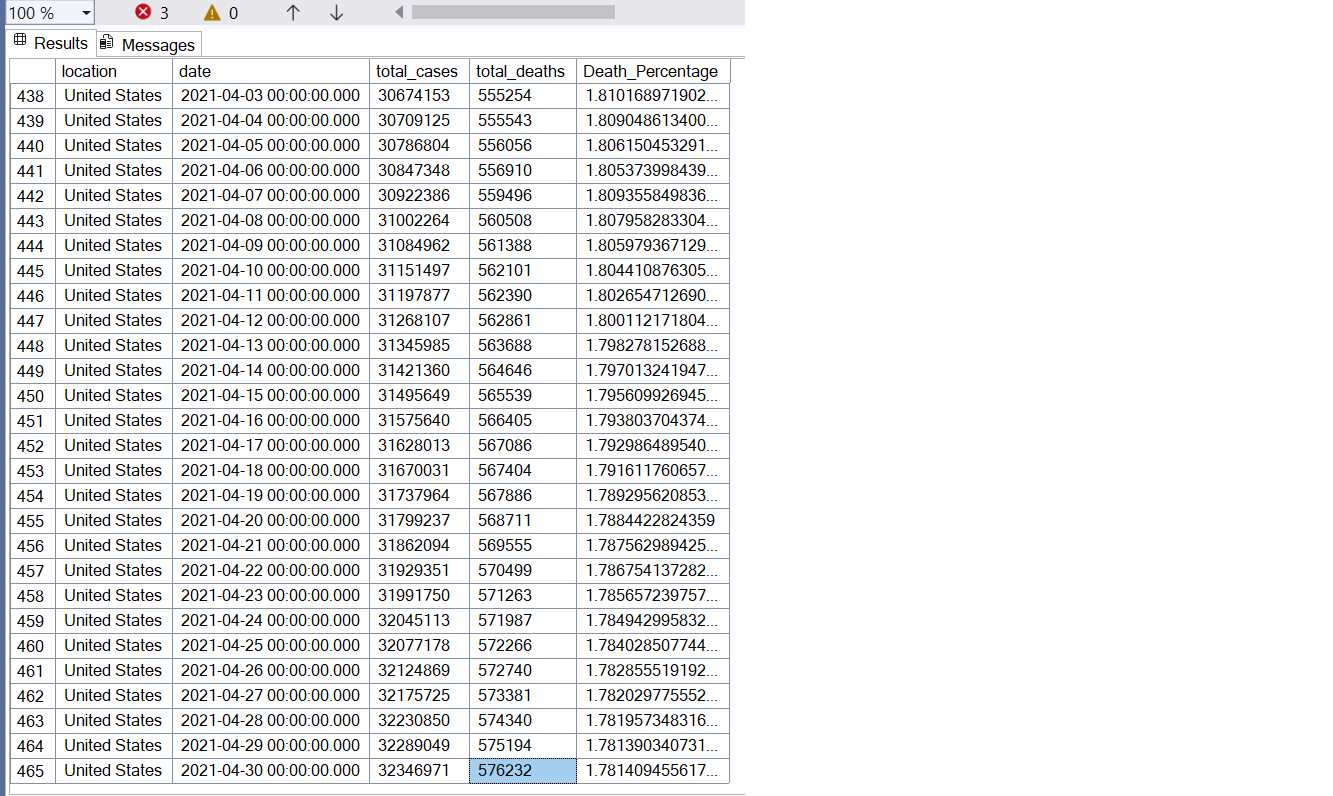 100 % 3 0
Results Messages
location date total_cases total_deaths Death_Percentage
438 United States 2021-04-03 00:00:00.000 30674153 555254 1.810168971902...
439 United States 2021-04-04 00:00:00.000 30709125 555543 1.809048613400...
440 United States 2021-04-05 00:00:00.000 30786804 556056 1.806150453291...
441 United States 2021-04-06 00:00:00.000 30847348 556910 1.805373998439...
442 United States 2021-04-07 00:00:00.000 30922386 559496 1.809355849836...
443 United States 2021-04-08 00:00:00.000 31002264 560508 1.807958283304...
444 United States 2021-04-09 00:00:00.000 31084962 561388 1.805979367129...
445 United States 2021-04-10 00:00:00.000 31151497 562101 1.804410876305...
446 United States 2021-04-11 00:00:00.000 31197877 562390 1.802654712690...
447 United States 2021-04-12 00:00:00.000 31268107 562861 1.800112171804...
448 United States 2021-04-13 00:00:00.000 31345985 563688 1.798278152688...
449 United States 2021-04-14 00:00:00.000 31421360 564646 1.797013241947...
450 United States 2021-04-15 00:00:00.000 31495649 565539 1.795609926945...
451 United States 2021-04-16 00:00:00.000 31575640 566405 1.793803704374...
452 United States 2021-04-17 00:00:00.000 31628013 567086 1.792986489540...
453 United States 2021-04-18 00:00:00.000 31670031 567404 1.791611760657...
454 United States 2021-04-19 00:00:00.000 31737964 567886 1.789295620853...
455 United States 2021-04-20 00:00:00.000 31799237 568711 1.7884422824359
456 United States 2021-04-21 00:00:00.000 31862094 569555 1.787562989425...
457 United States 2021-04-22 00:00:00.000 31929351 570499 1.786754137282...
458 United States 2021-04-23 00:00:00.000 31991750 571263 1.785657239757...
459 United States 2021-04-24 00:00:00.000 32045113 571987 1.784942995832...
460 United States 2021-04-25 00:00:00.000 32077178 572266 1.784028507744...
461 United States 2021-04-26 00:00:00.000 32124869 572740 1.782855519192...
462 United States 2021-04-27 00:00:00.000 32175725 573381 1.782029775552...
463 United States 2021-04-28 00:00:00.000 32230850 574340 1.781957348316...
464 United States 2021-04-29 00:00:00.000 32289049 575194 1.781390340731...
465 United States 2021-04-30 00:00:00.000 32346971 576232 1.781409455617...